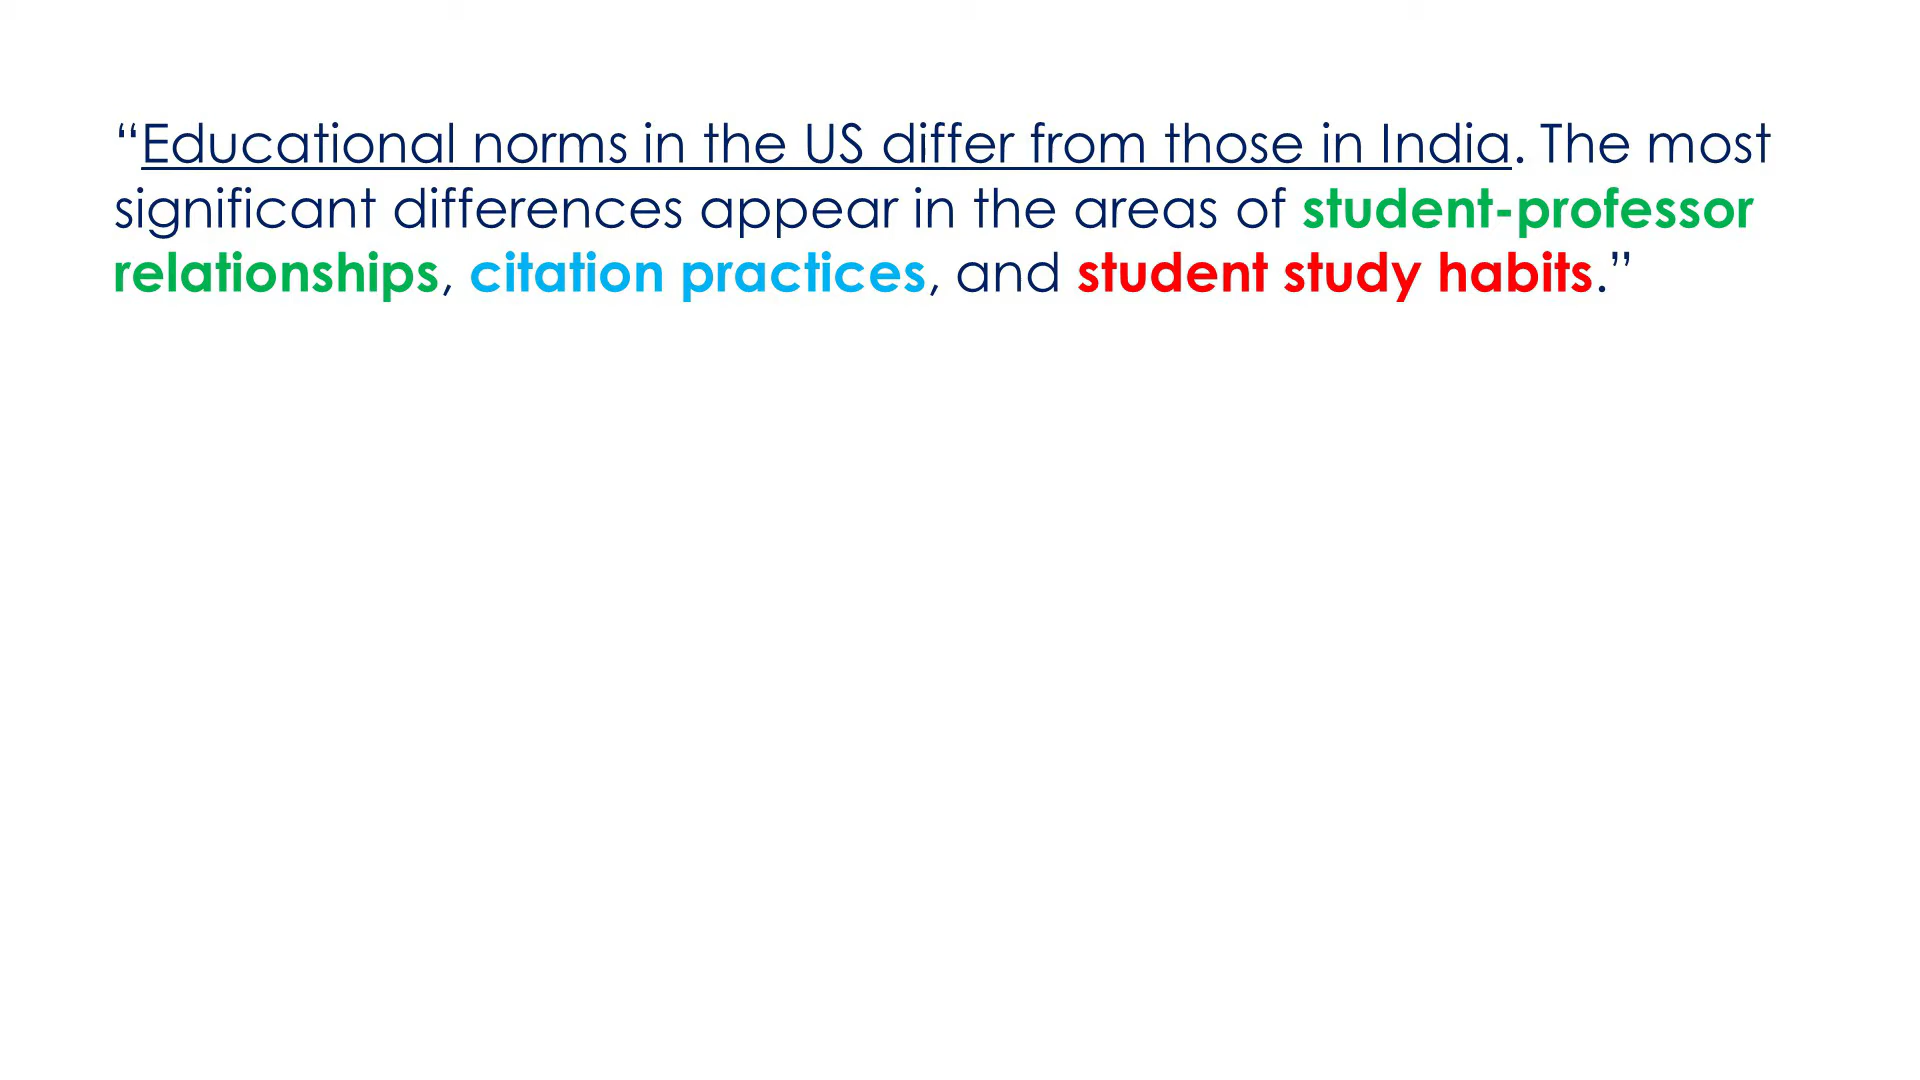 “Educational norms in the US differ from those in India. The most
significant differences appear in the areas of student-professor
relationships, citation practices, and student study habits.”